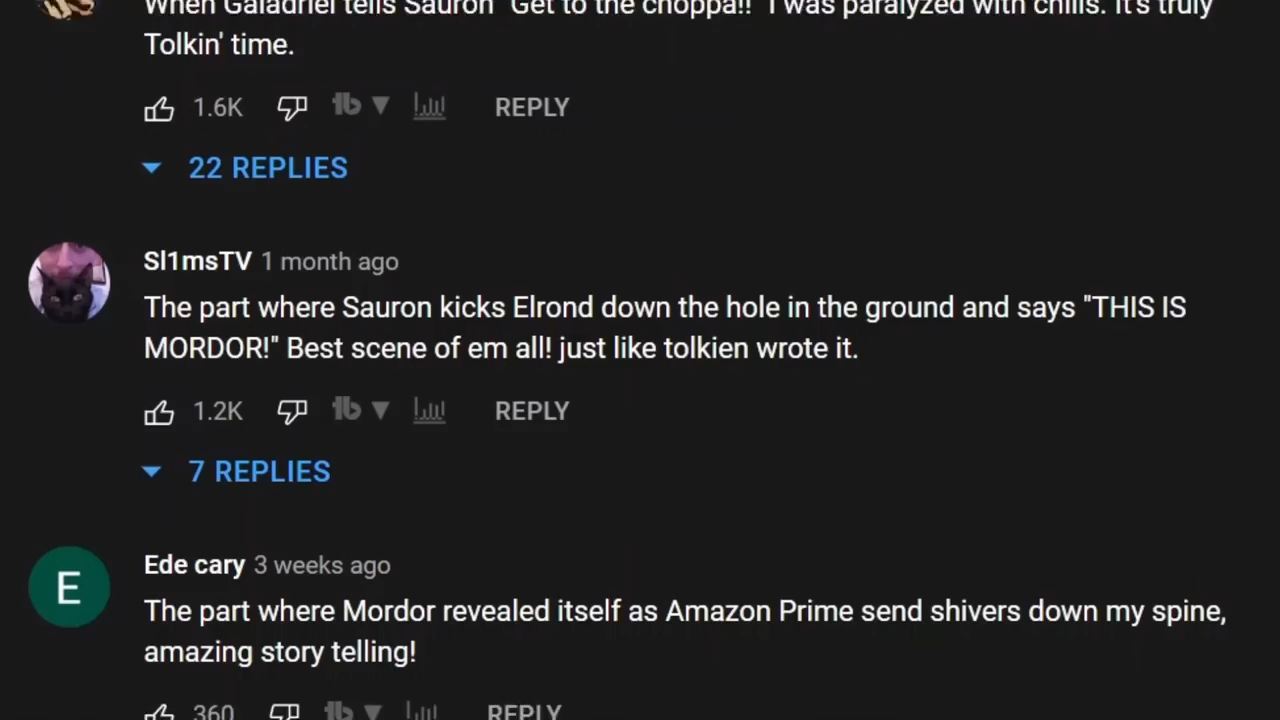 When Galadriel tells Sauron "Get to the choppa!!" I was paralyzed with chills. It's truly
Tolkin' time.
1.6K REPLY
22 REPLIES
Sl1msTV 1 month ago
The part where Sauron kicks Elrond down the hole in the ground and says "THIS IS
MORDOR!" Best scene of em all! just like tolkien wrote it.
1.2K REPLY
7 REPLIES
E
Ede cary 3 weeks ago
The part where Mordor revealed itself as Amazon Prime send shivers down my spine,
amazing story telling!
360 REPLY